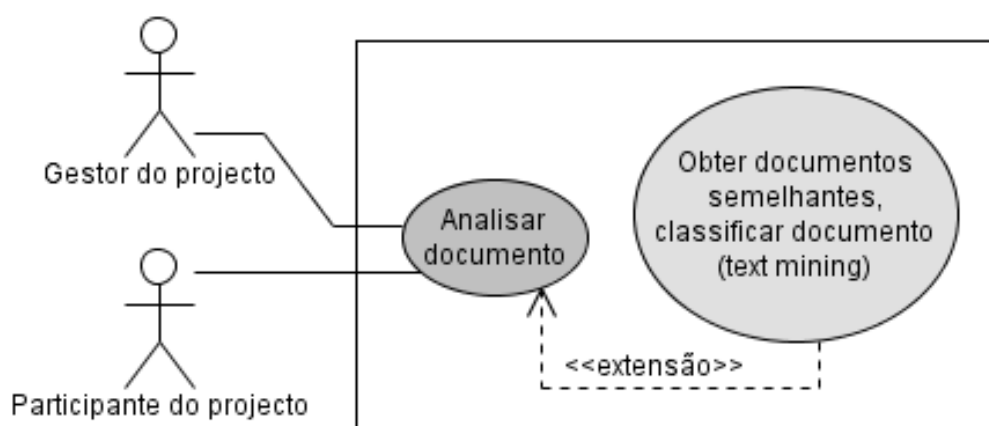 Gestor do projecto
Analisar
documento
Obter documentos
semelhantes,
classificar documento
(text mining)
<<extensão>>
Participante do projecto